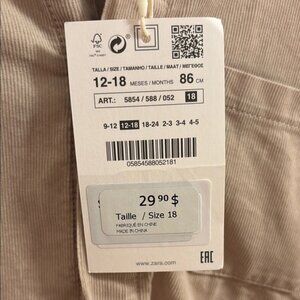 FSC
TALLA / SIZE / TAMANHO / TAILLE / MAAT / ΜΕΓΕΘΟΣ
12-18 MESES / MONTHS 86 CM
ART.: 5854 / 588 / 052 18
9-12 12-18 18-24 2-3 3-4 4-5
05854588052181
29 90 $
Taille / Size 18
FABRIQUÉ EN CHINE
MADE IN CHINA
www.zara.com
EAC